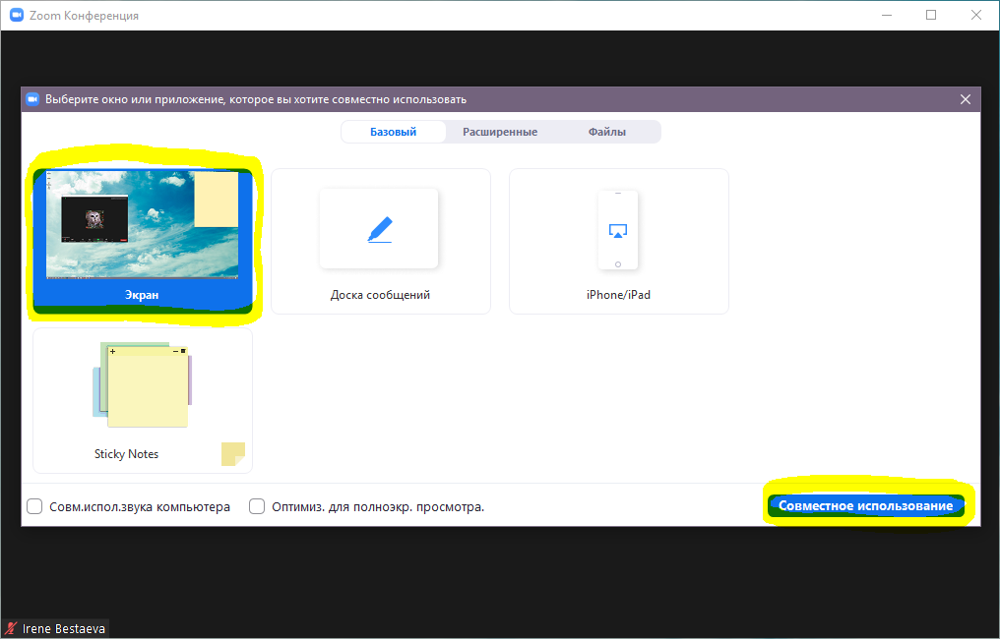 Zoom Конференция
Выберите окно или приложение, которое вы хотите совместно использовать
Базовый Расширенные Файлы
Экран Доска сообщений iPhone/iPad
Sticky Notes
Совм.испол.звука компьютера Оптимиз. для полноэкр. просмотра. Совместное использование
Irene Bestaeva